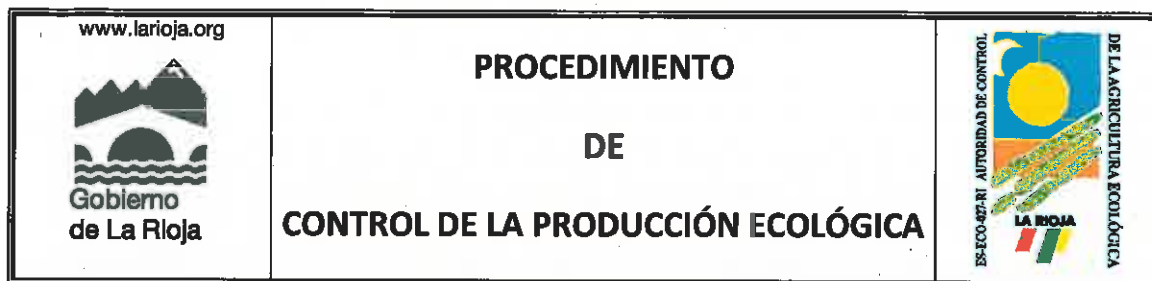 www.larioja.org
Gobierno
de La Rioja
PROCEDIMIENTO
DE
CONTROL DE LA PRODUCCIÓN ECOLÓGICA
ES-ECO-027-RI AUTORIDAD DE CONTROL
DE LA AGRICULTURA ECOLÓGICA
LA RIOJA